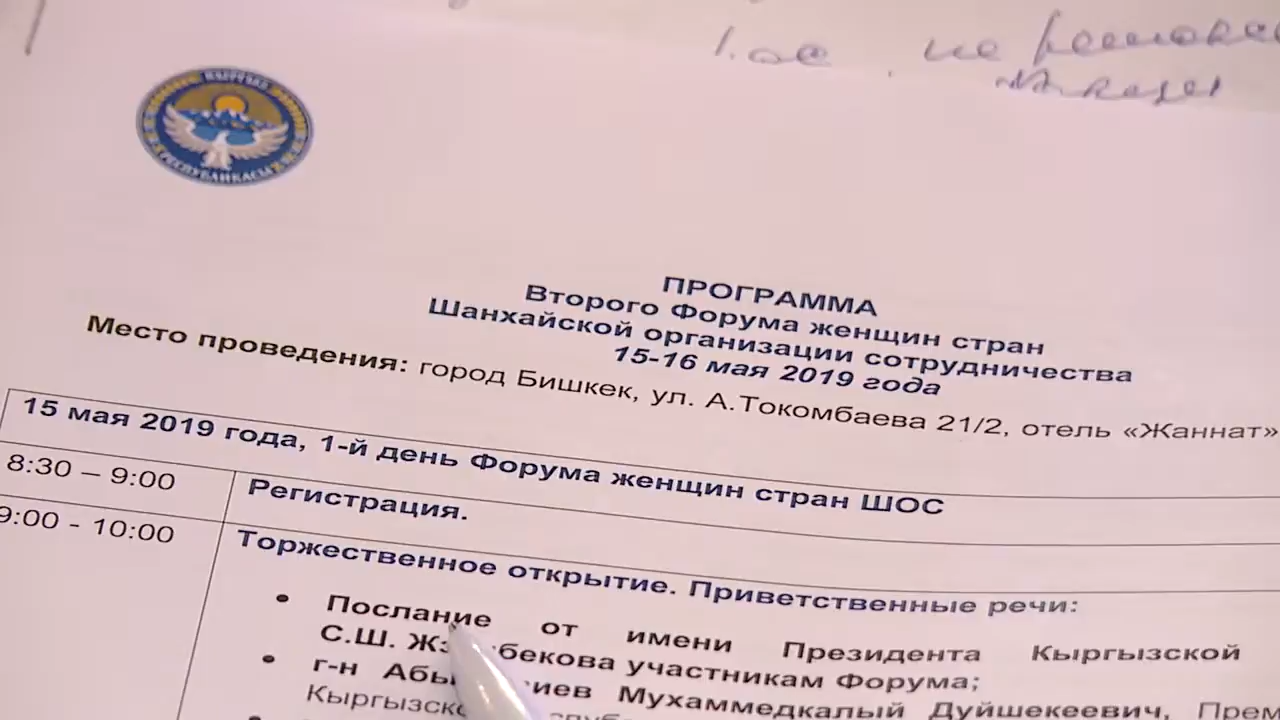 КЫРГЫЗ
РЕСПУБЛИКАСЫ
ПРОГРАММА
Второго Форума женщин стран
Шанхайской организации сотрудничества
15-16 мая 2019 года
Место проведения: город Бишкек, ул. А.Токомбаева 21/2, отель «Жаннат»
15 мая 2019 года, 1-й день Форума женщин стран ШОС
8:30 – 9:00 Регистрация.
9:00 - 10:00 Торжественное открытие. Приветственные речи:
• Послание от имени Президента Кыргызской
С.Ш. участникам Форума;
• г-н Мухаммедкалый Дуйшекеевич,